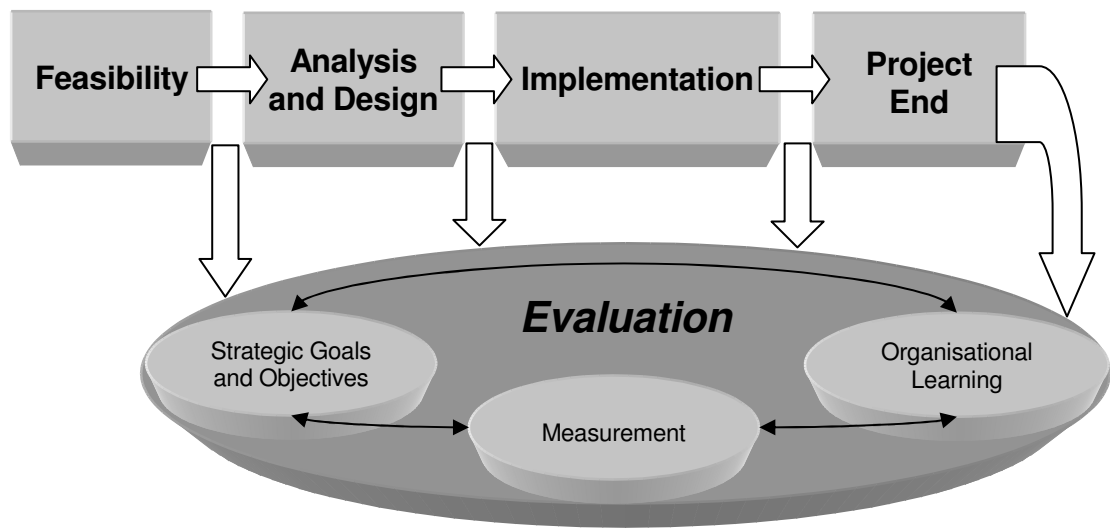 Feasibility
Analysis
and Design
Implementation
Project
End
Evaluation
Strategic Goals
and Objectives
Organisational
Learning
Measurement